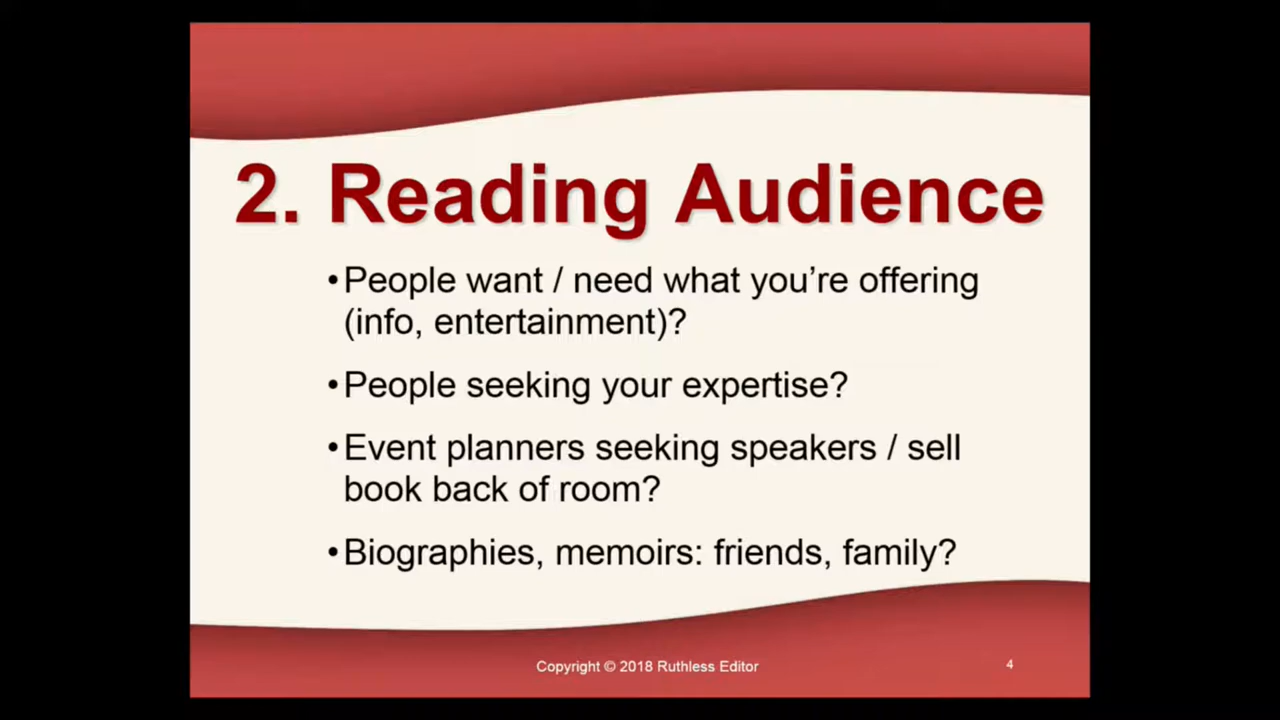 2. Reading Audience
•People want / need what you’re offering
(info, entertainment)?
•People seeking your expertise?
•Event planners seeking speakers / sell
book back of room?
•Biographies, memoirs: friends, family?
Copyright © 2018 Ruthless Editor
4